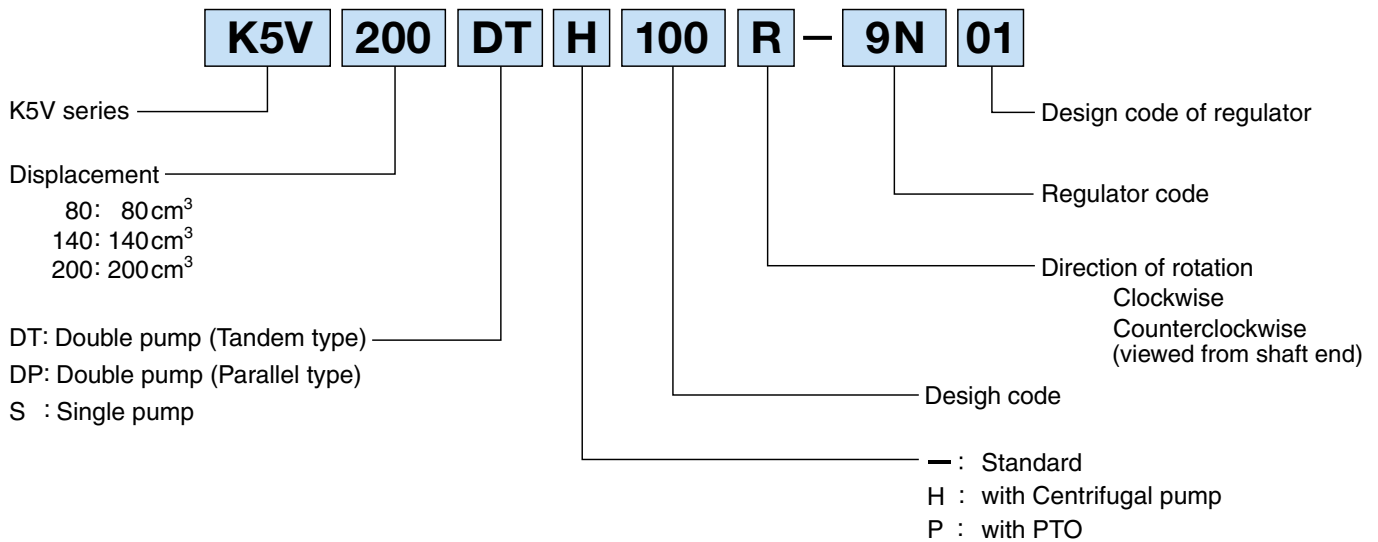 K5V 200 DT H 100 R – 9N 01
K5V series
Displacement
80: 80cm³
140: 140cm³
200: 200cm³
DT: Double pump (Tandem type)
DP: Double pump (Parallel type)
S : Single pump
Design code of regulator
Regulator code
Direction of rotation
Clockwise
Counterclockwise
(viewed from shaft end)
Desigh code
– : Standard
H : with Centrifugal pump
P : with PTO